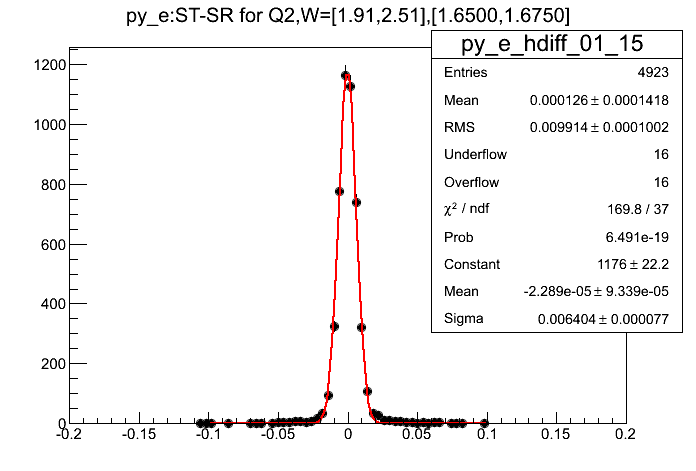 py_e:ST-SR for Q2,W=[1.91,2.51],[1.6500,1.6750]
py_e_hdiff_01_15
Entries 4923
Mean 0.000126 ± 0.0001418
RMS 0.009914 ± 0.0001002
Underflow 16
Overflow 16
χ² / ndf 169.8 / 37
Prob 6.491e-19
Constant 1176 ± 22.2
Mean -2.289e-05 ± 9.339e-05
Sigma 0.006404 ± 0.000077
1200
1000
800
600
400
200
0
-0.2 -0.15 -0.1 -0.05 0 0.05 0.1 0.15 0.2